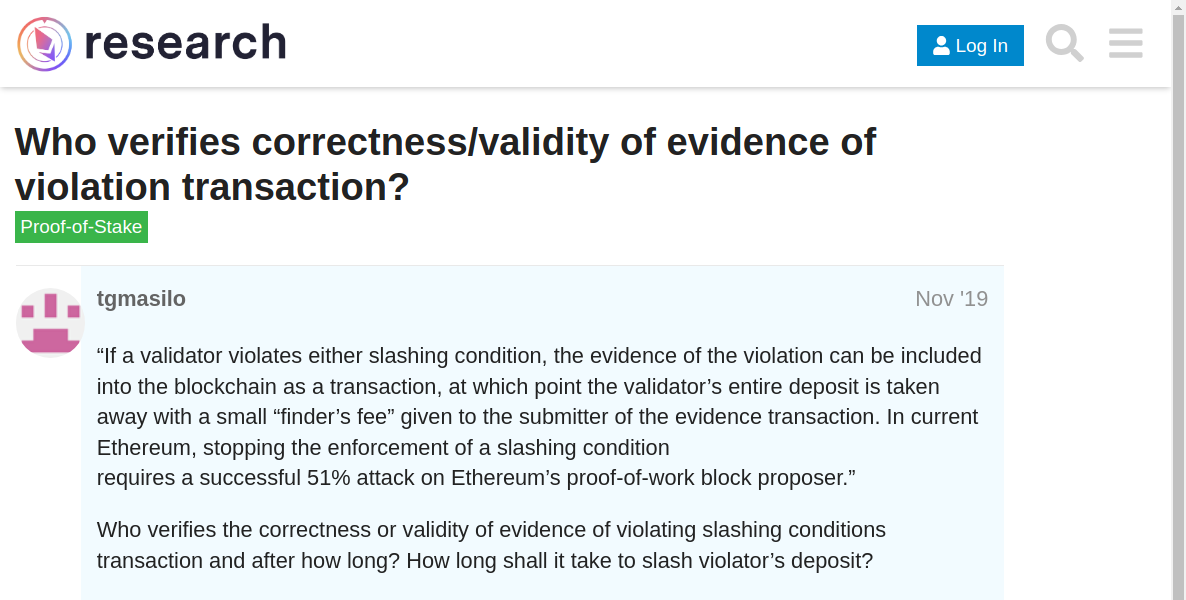 research
Log In
Who verifies correctness/validity of evidence of
violation transaction?
Proof-of-Stake
tgmasilo
Nov '19
“If a validator violates either slashing condition, the evidence of the violation can be included
into the blockchain as a transaction, at which point the validator’s entire deposit is taken
away with a small “finder’s fee” given to the submitter of the evidence transaction. In current
Ethereum, stopping the enforcement of a slashing condition
requires a successful 51% attack on Ethereum’s proof-of-work block proposer.”
Who verifies the correctness or validity of evidence of violating slashing conditions
transaction and after how long? How long shall it take to slash violator’s deposit?